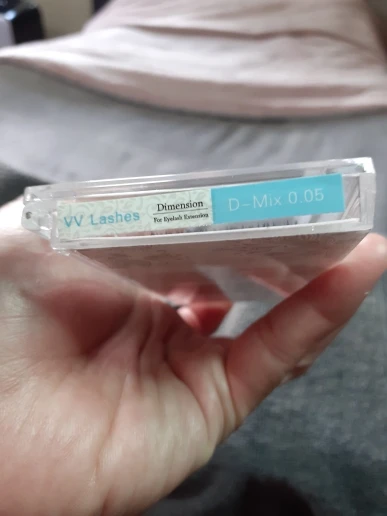 VV Lashes
Dimension
For Eyelash Extension
D-Mix 0.05